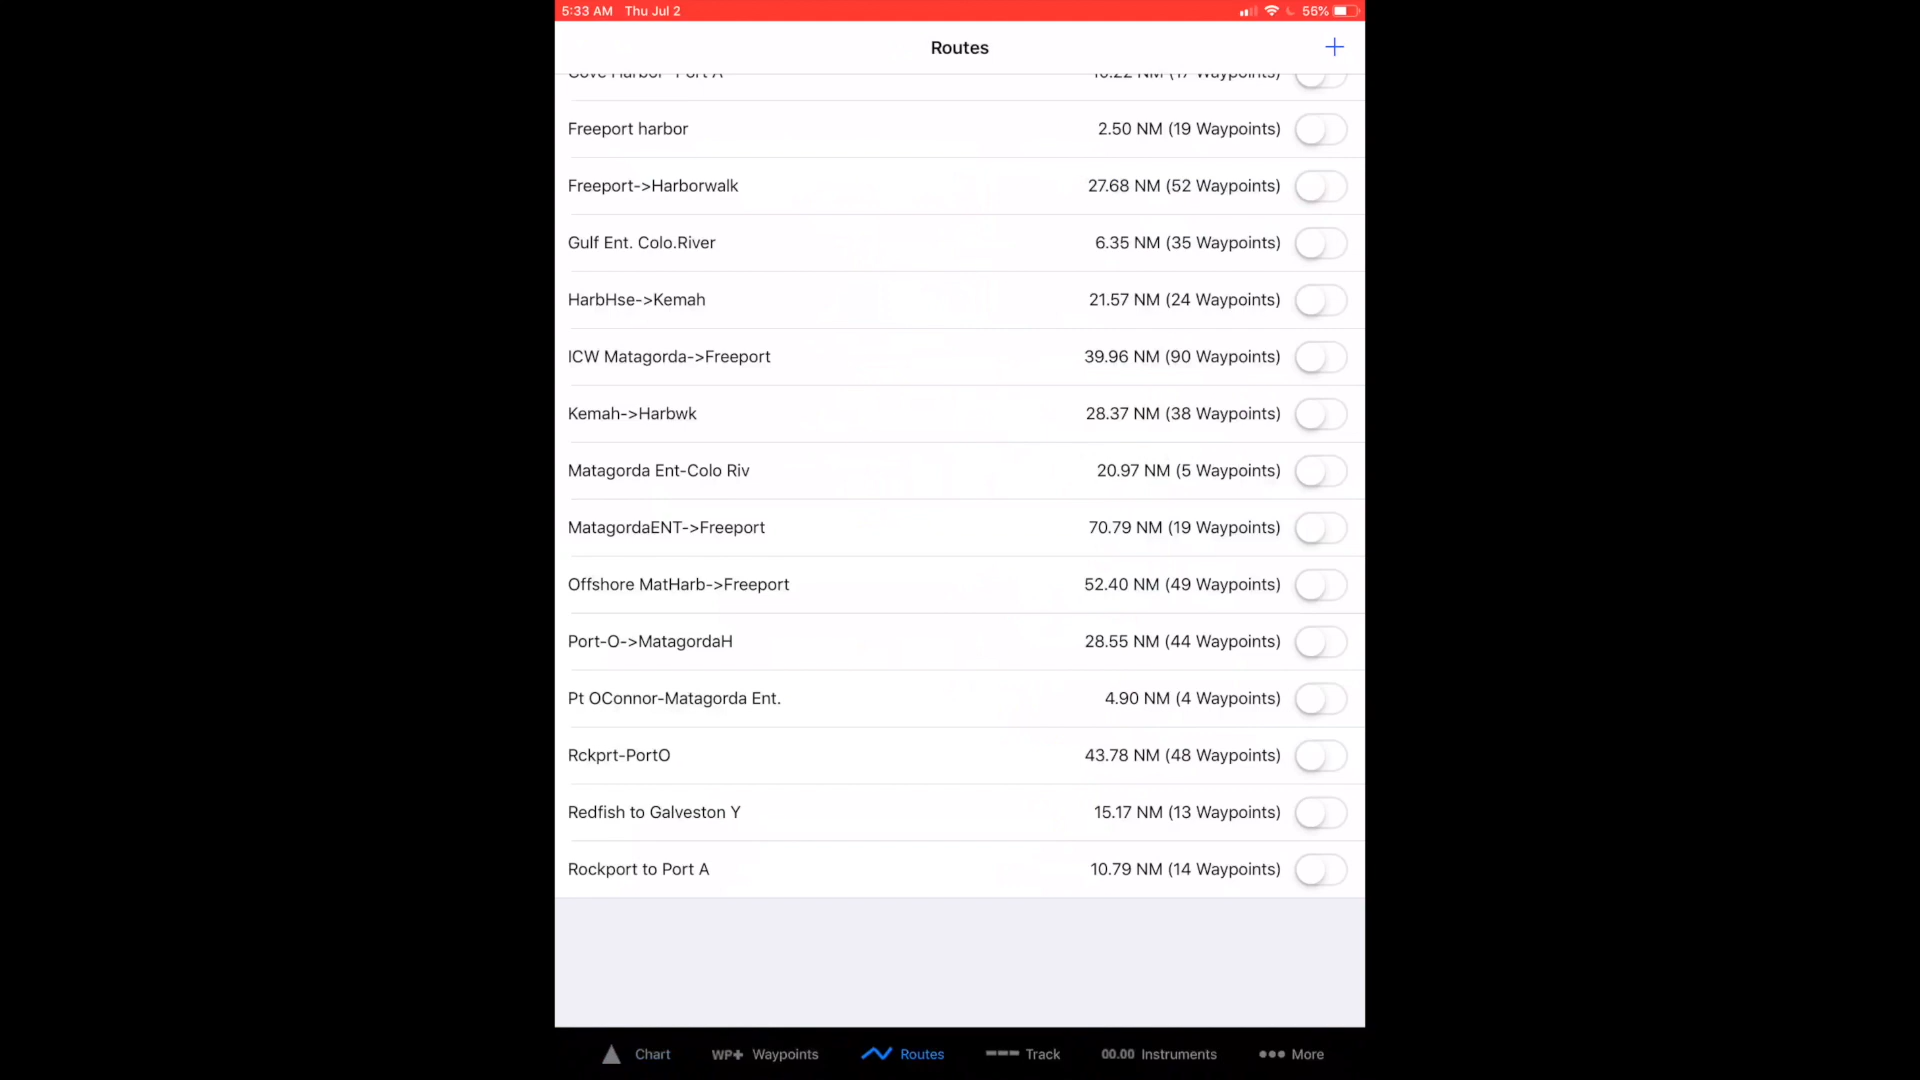 5:33 AM Thu Jul 2 56%
Routes
Freeport harbor 2.50 NM (19 Waypoints)
Freeport->Harborwalk 27.68 NM (52 Waypoints)
Gulf Ent. Colo.River 6.35 NM (35 Waypoints)
HarbHse->Kemah 21.57 NM (24 Waypoints)
ICW Matagorda->Freeport 39.96 NM (90 Waypoints)
Kemah->Harbwk 28.37 NM (38 Waypoints)
Matagorda Ent-Colo Riv 20.97 NM (5 Waypoints)
MatagordaENT->Freeport 70.79 NM (19 Waypoints)
Offshore MatHarb->Freeport 52.40 NM (49 Waypoints)
Port-O->MatagordaH 28.55 NM (44 Waypoints)
Pt OConnor-Matagorda Ent. 4.90 NM (4 Waypoints)
Rckprt-PortO 43.78 NM (48 Waypoints)
Redfish to Galveston Y 15.17 NM (13 Waypoints)
Rockport to Port A 10.79 NM (14 Waypoints)
Chart WP+ Waypoints Routes Track 00.00 Instruments More